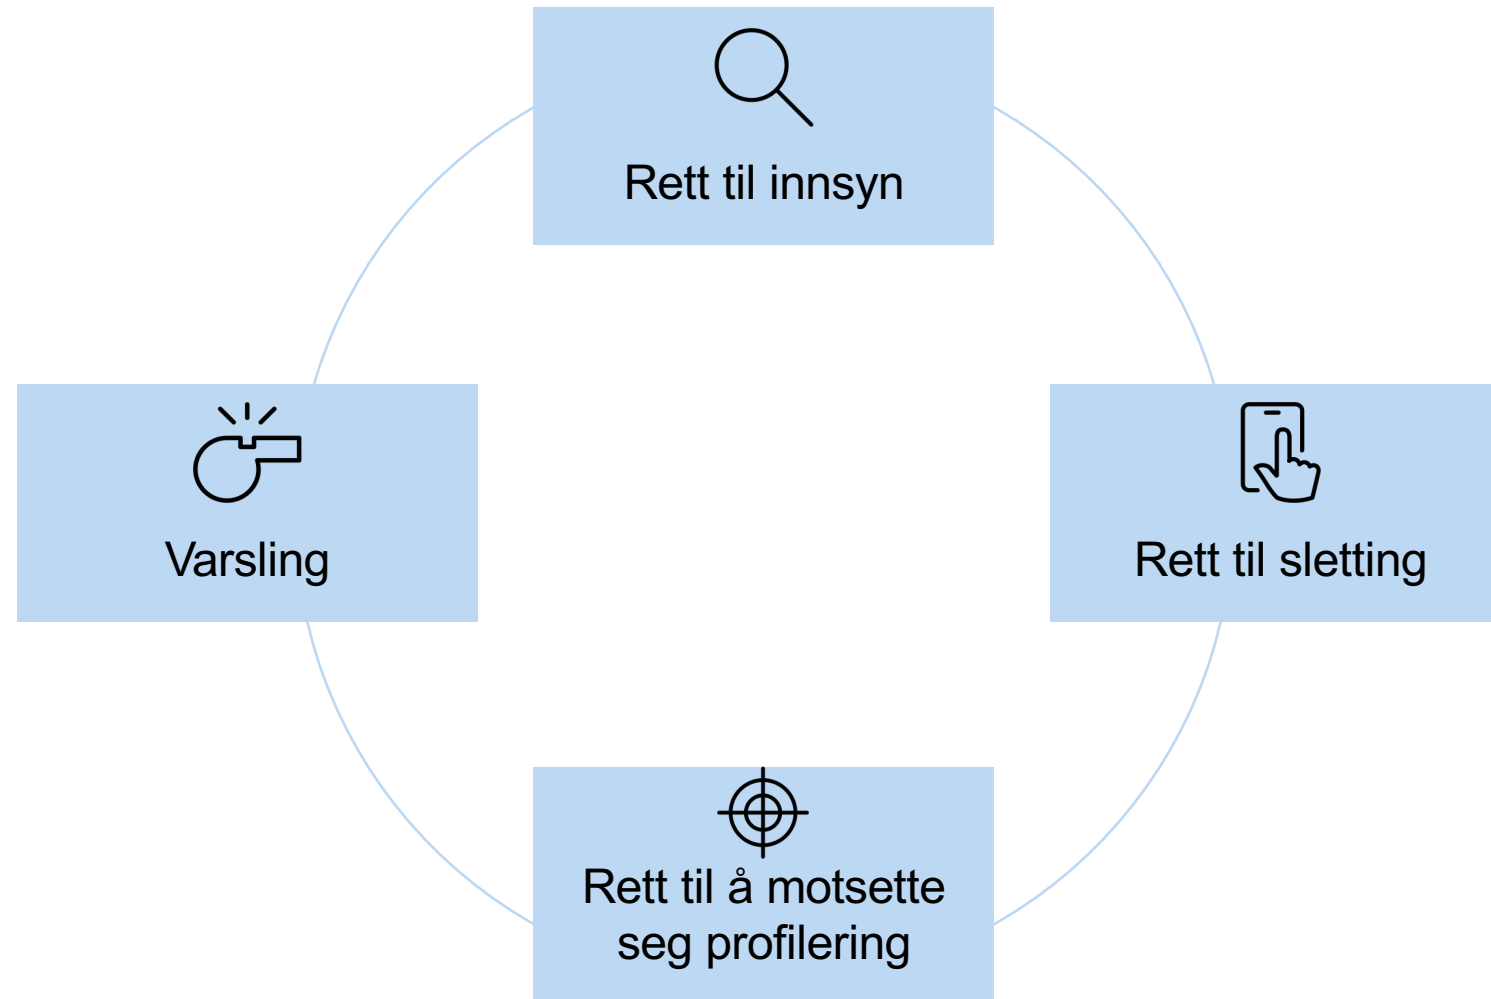 Rett til innsyn
Varsling
Rett til sletting
Rett til å motsette
seg profilering